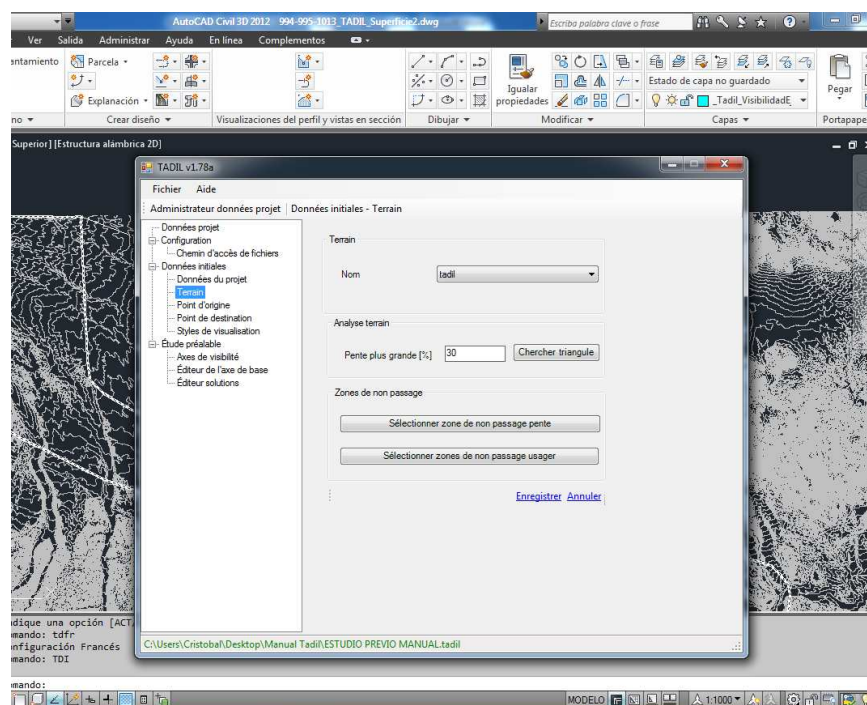 AutoCAD Civil 3D 2012 994-995-1013_TADIL_Superficie2.dwg
Escriba palabra clave o frase
Ver Salida Administrar Ayuda En línea Complementos
antamiento
Parcela
Explanación
Igualar propiedades
Estado de capa no guardado
_Tadil_VisibilidadE
Pegar
no
Crear diseño
Visualizaciones del perfil y vistas en sección
Dibujar
Modificar
Capas
Portapape
Superior] [Estructura alámbrica 2D]
TADIL v1.78a
Fichier Aide
Administrateur données projet Données initiales - Terrain
Données projet
Configuration
Chemin d'accès de fichiers
Données initiales
Données du projet
Terrain
Point d'origine
Point de destination
Styles de visualisation
Étude préalable
Axes de visibilité
Éditeur de l'axe de base
Éditeur solutions
Terrain
Nom tadil
Analyse terrain
Pente plus grande [%] 30 Chercher triangule
Zones de non passage
Sélectionner zone de non passage pente
Sélectionner zones de non passage usager
Enregistrer Annuler
C:\Users\Cristobal\Desktop\Manual Tadil\ESTUDIO PREVIO MANUAL.tadil
ndique una opción [ACT
omando: tdfr
onfiguración Francés
omando: TDI
omando:
MODELO 1:1000